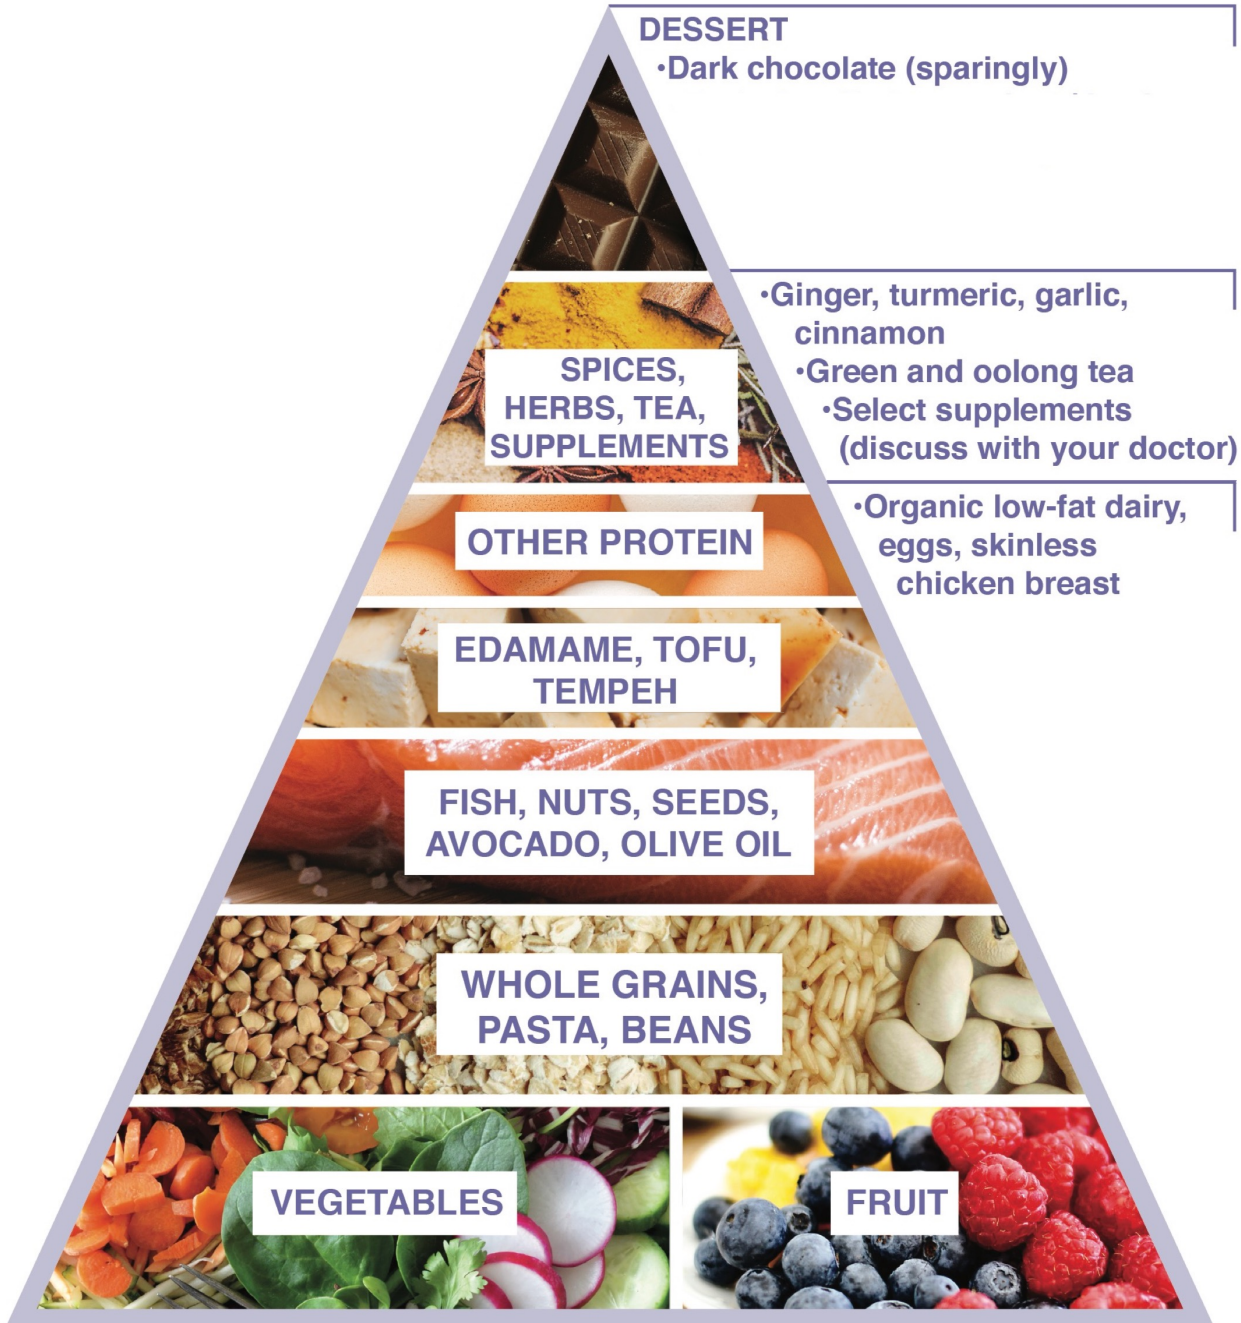 DESSERT
•Dark chocolate (sparingly)
•Ginger, turmeric, garlic,
cinnamon
•Green and oolong tea
•Select supplements
(discuss with your doctor)
SPICES,
HERBS, TEA,
SUPPLEMENTS
•Organic low-fat dairy,
eggs, skinless
chicken breast
OTHER PROTEIN
EDAMAME, TOFU,
TEMPEH
FISH, NUTS, SEEDS,
AVOCADO, OLIVE OIL
WHOLE GRAINS,
PASTA, BEANS
VEGETABLES
FRUIT